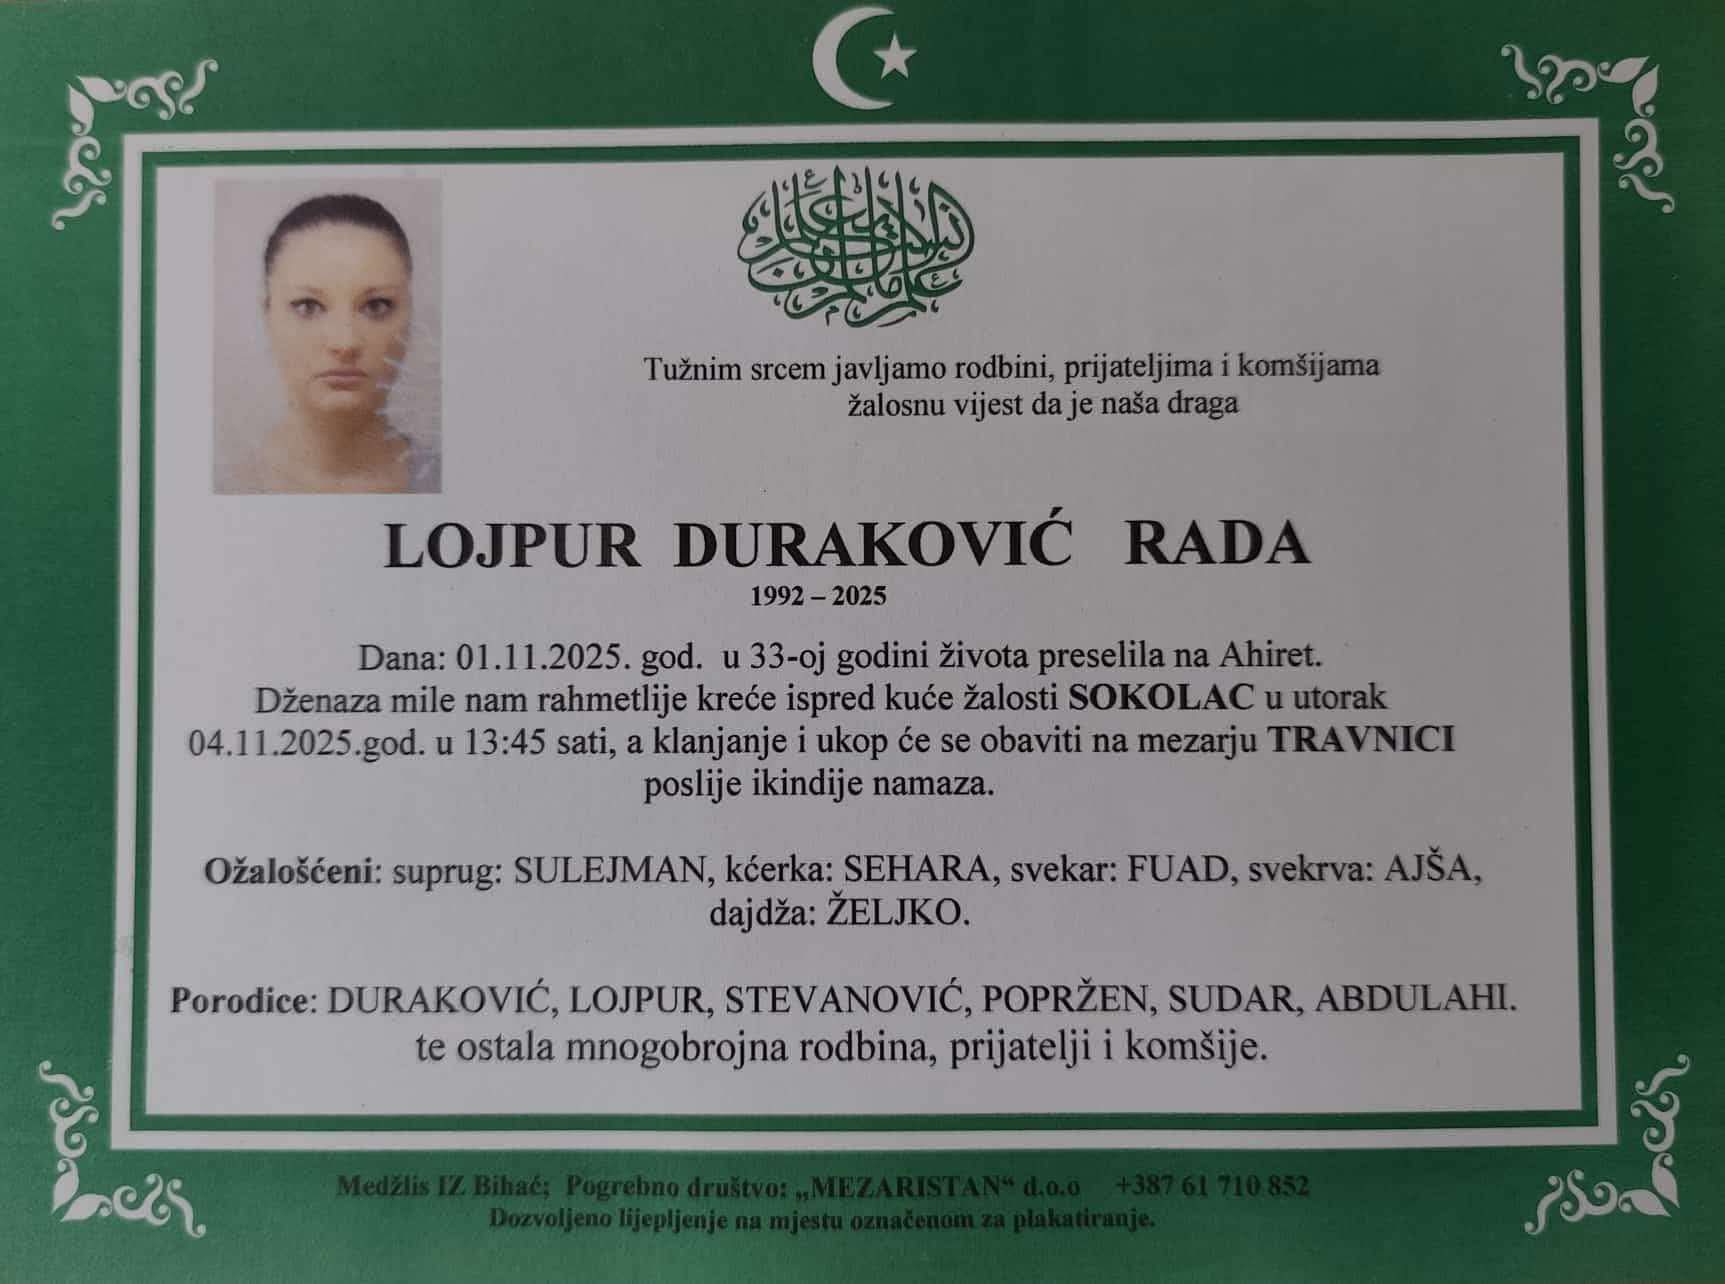 Tužnim srcem javljamo rodbini, prijateljima i komšijama
žalosnu vijest da je naša draga
LOJPUR DURAKOVIĆ RADA
1992 – 2025
Dana: 01.11.2025. god. u 33-oj godini života preselila na Ahiret.
Dženaza mile nam rahmetlije kreće ispred kuće žalosti SOKOLAC u utorak
04.11.2025.god. u 13:45 sati, a klanjanje i ukop će se obaviti na mezarju TRAVNICI
poslije ikindije namaza.
Ožalošćeni: suprug: SULEJMAN, kćerka: SEHARA, svekar: FUAD, svekrva: AJŠA,
dajdža: ŽELJKO.
Porodice: DURAKOVIĆ, LOJPUR, STEVANOVIĆ, POPRŽEN, SUDAR, ABDULAHI.
te ostala mnogobrojna rodbina, prijatelji i komšije.
Medžlis IZ Bihać; Pogrebno društvo: „MEZARISTAN“ d.o.o +387 61 710 852
Dozvoljeno lijepljenje na mjestu označenom za plakatiranje.